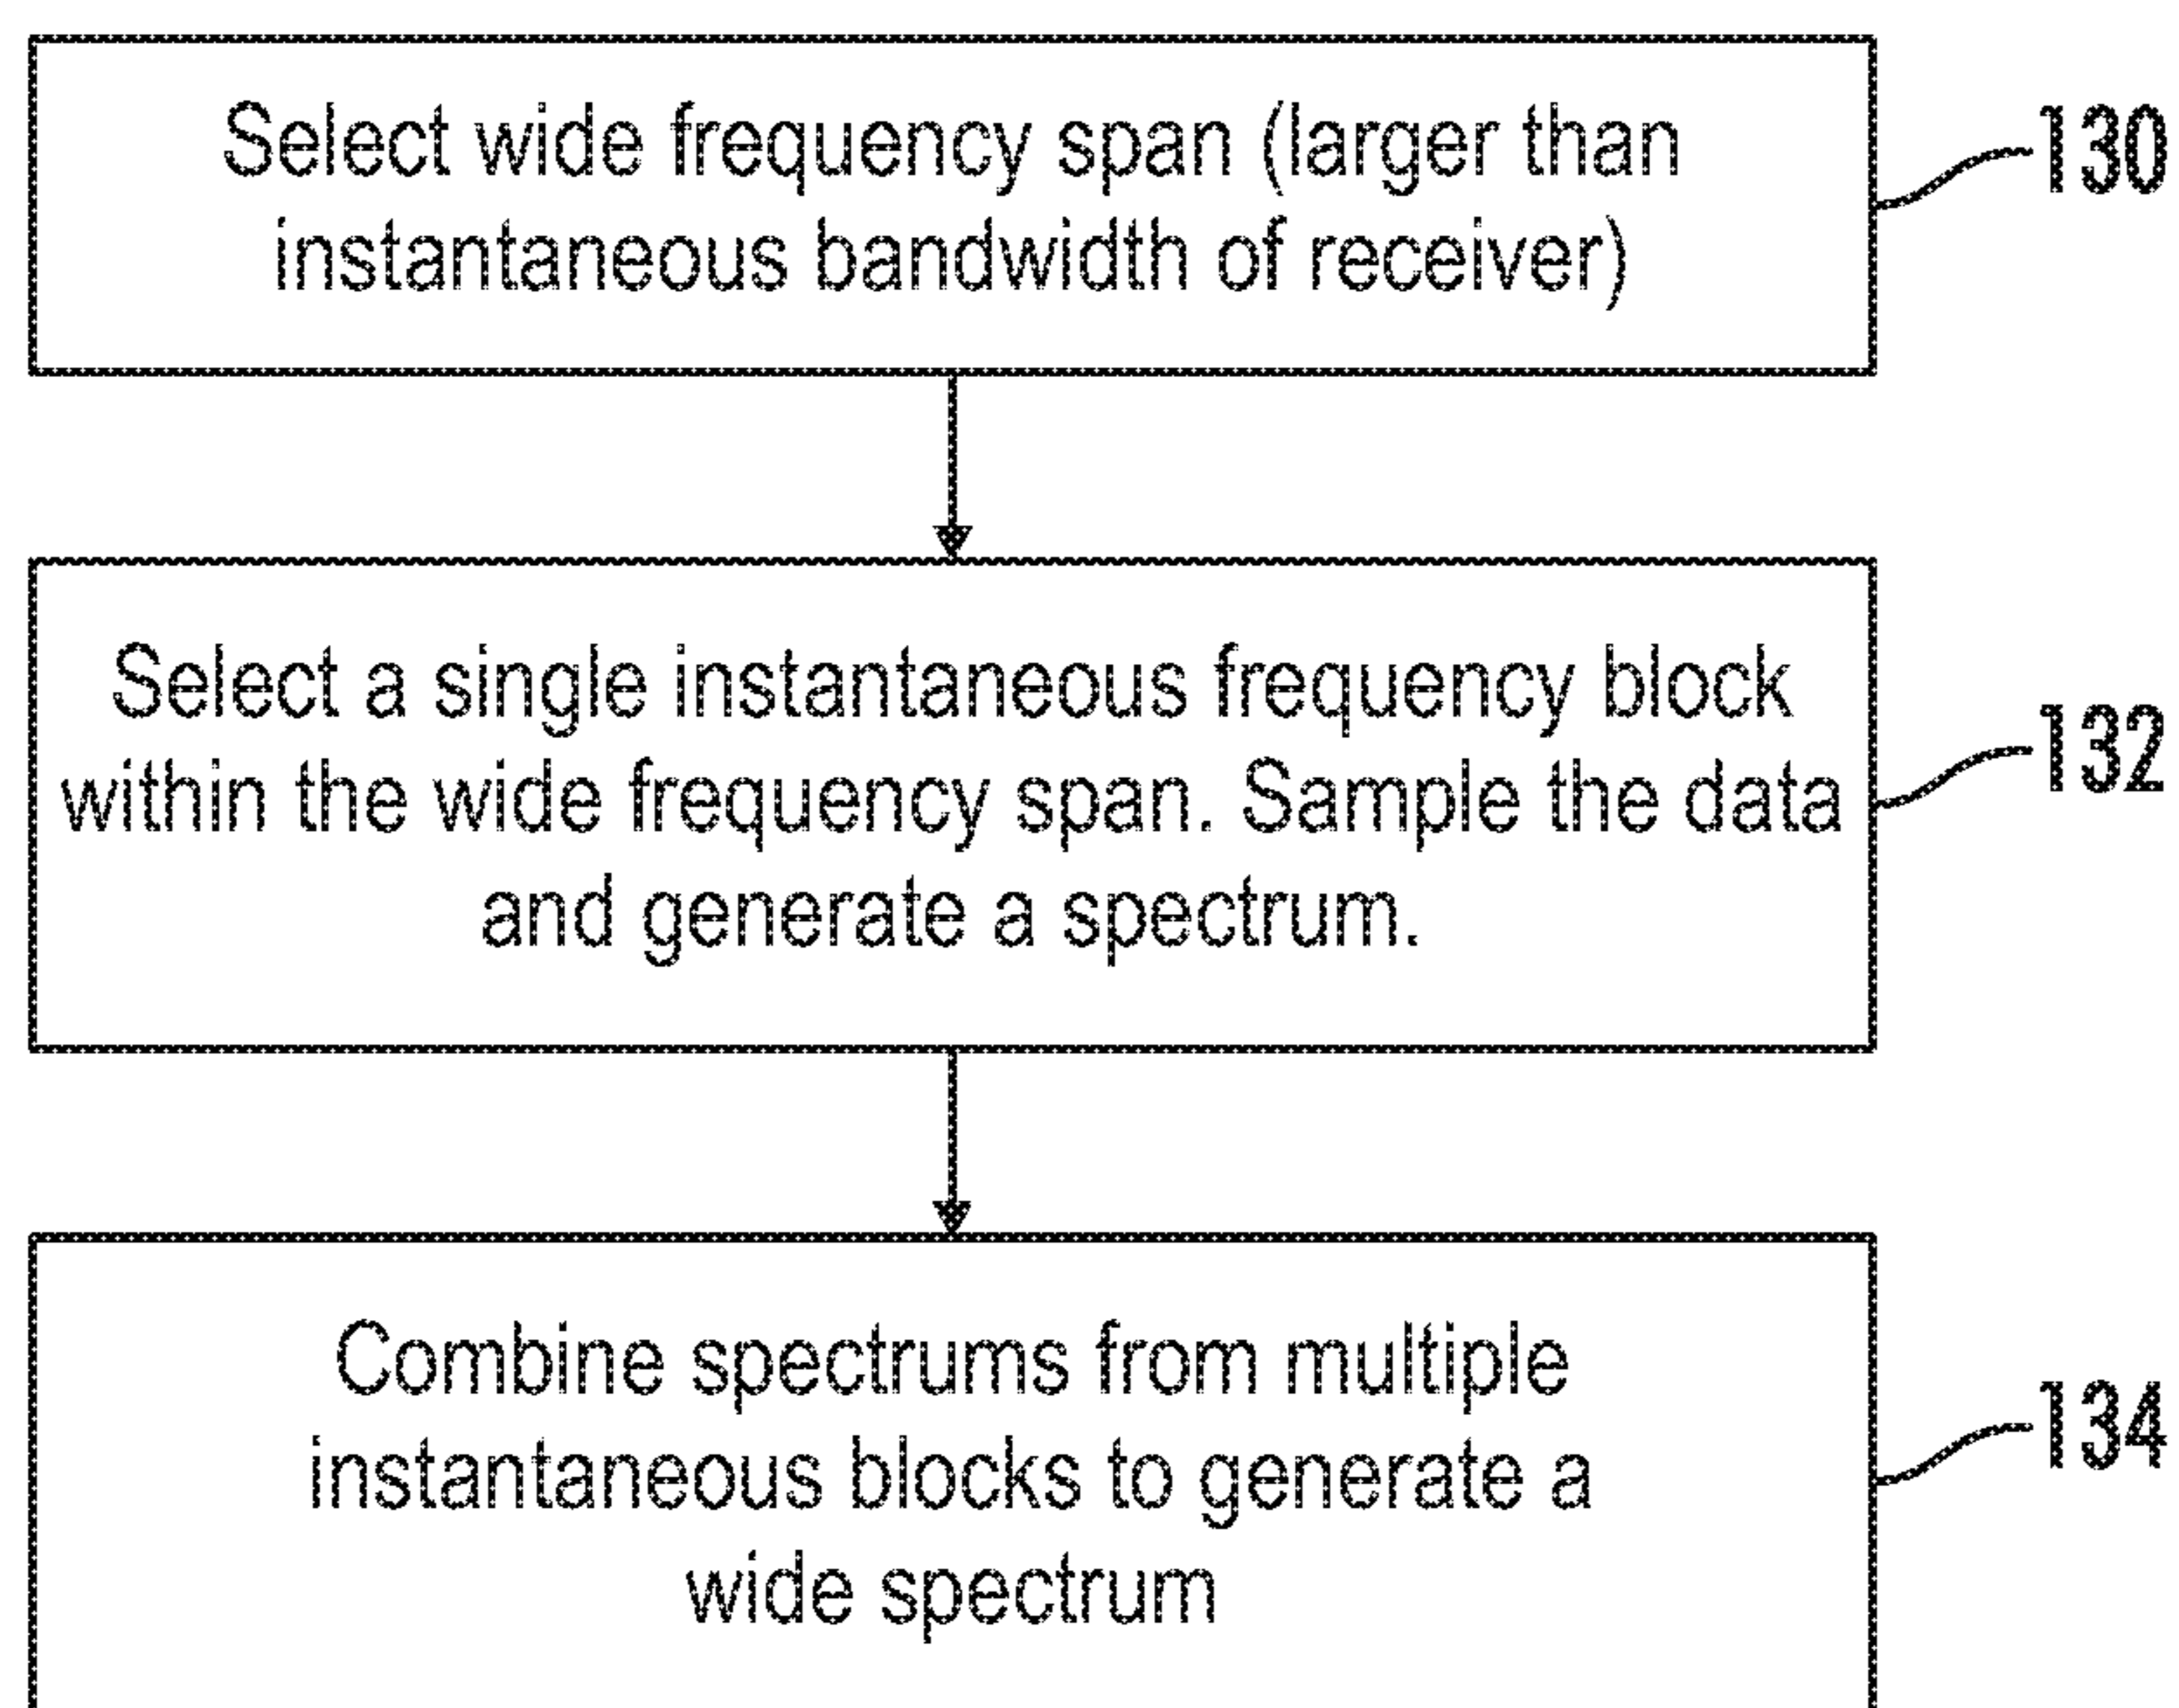 Select wide frequency span (larger than
instantaneous bandwidth of receiver)
130
Select a single instantaneous frequency block
within the wide frequency span. Sample the data
and generate a spectrum.
132
Combine spectrums from multiple
instantaneous blocks to generate a
wide spectrum
134